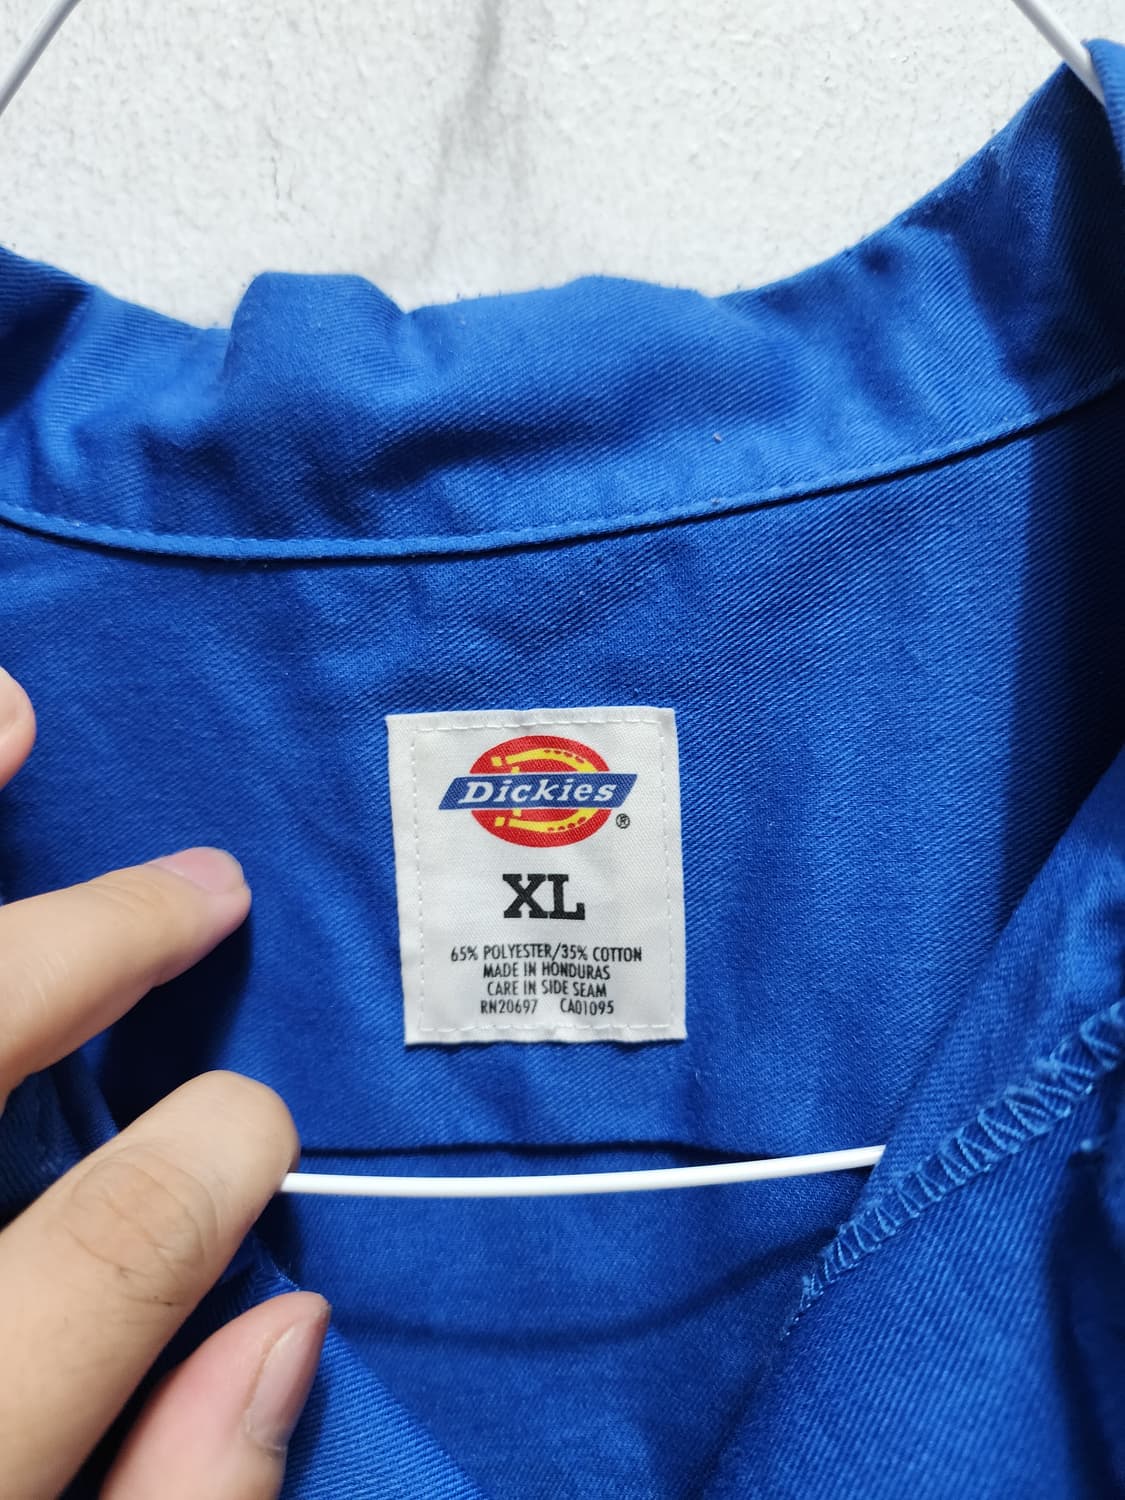 Dickies®
XL
65% POLYESTER/35% COTTON
MADE IN HONDURAS
CARE IN SIDE SEAM
RN20697 CA01095